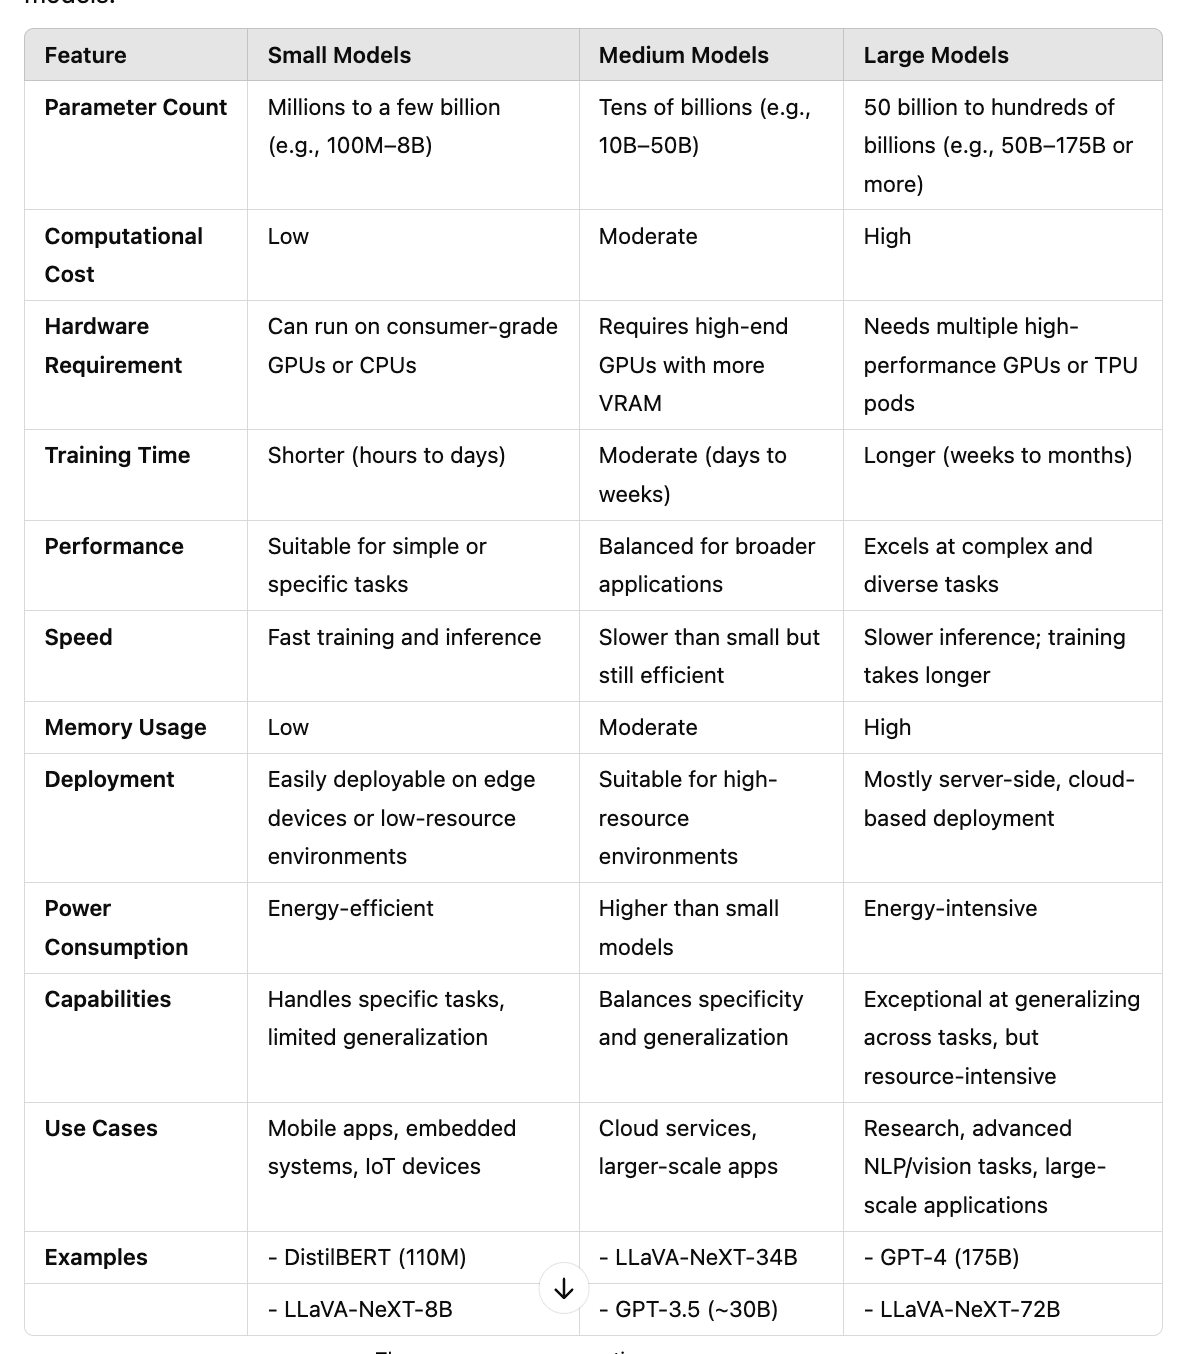 Feature Small Models Medium Models Large Models
Parameter Count Millions to a few billion Tens of billions (e.g., 50 billion to hundreds of
(e.g., 100M–8B) 10B–50B) billions (e.g., 50B–175B or
more)
Computational Low Moderate High
Cost
Hardware Can run on consumer-grade Requires high-end Needs multiple high-
Requirement GPUs or CPUs GPUs with more performance GPUs or TPU
VRAM pods
Training Time Shorter (hours to days) Moderate (days to Longer (weeks to months)
weeks)
Performance Suitable for simple or Balanced for broader Excels at complex and
specific tasks applications diverse tasks
Speed Fast training and inference Slower than small but Slower inference; training
still efficient takes longer
Memory Usage Low Moderate High
Deployment Easily deployable on edge Suitable for high- Mostly server-side, cloud-
devices or low-resource resource based deployment
environments environments
Power Energy-efficient Higher than small Energy-intensive
Consumption models
Capabilities Handles specific tasks, Balances specificity Exceptional at generalizing
limited generalization and generalization across tasks, but
resource-intensive
Use Cases Mobile apps, embedded Cloud services, Research, advanced
systems, IoT devices larger-scale apps NLP/vision tasks, large-
scale applications
Examples - DistilBERT (110M) - LLaVA-NeXT-34B - GPT-4 (175B)
- LLaVA-NeXT-8B - GPT-3.5 (~30B) - LLaVA-NeXT-72B